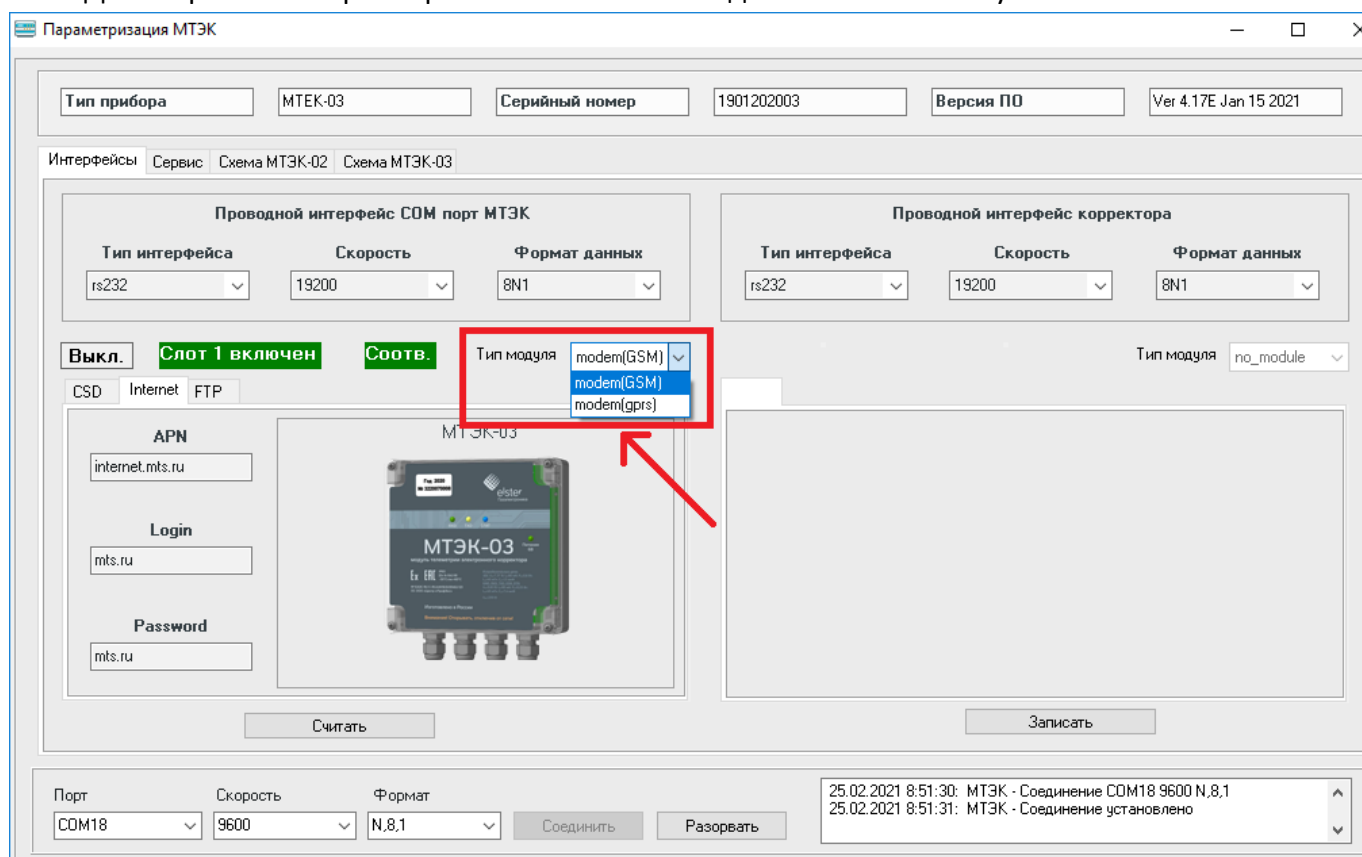 Параметризация МТЭК
Тип прибора MTEK-03 Серийный номер 1901202003 Версия ПО Ver 4.17E Jan 15 2021
Интерфейсы Сервис Схема МТЭК-02 Схема МТЭК-03
Проводной интерфейс COM порт МТЭК
Тип интерфейса Скорость Формат данных
rs232 19200 8N1
Проводной интерфейс корректора
Тип интерфейса Скорость Формат данных
rs232 19200 8N1
Выкл. Слот 1 включен Соотв. Тип модуля modem(GSM)
modem(GSM)
modem(gprs)
Тип модуля no_module
CSD Internet FTP
APN
internet.mts.ru
Login
mts.ru
Password
mts.ru
МТЭК-03
elster
МТЭК-03
Считать
Записать
Порт Скорость Формат
COM18 9600 N,8,1 Соединить Разорвать
25.02.2021 8:51:30: МТЭК - Соединение COM18 9600 N,8,1
25.02.2021 8:51:31: МТЭК - Соединение установлено